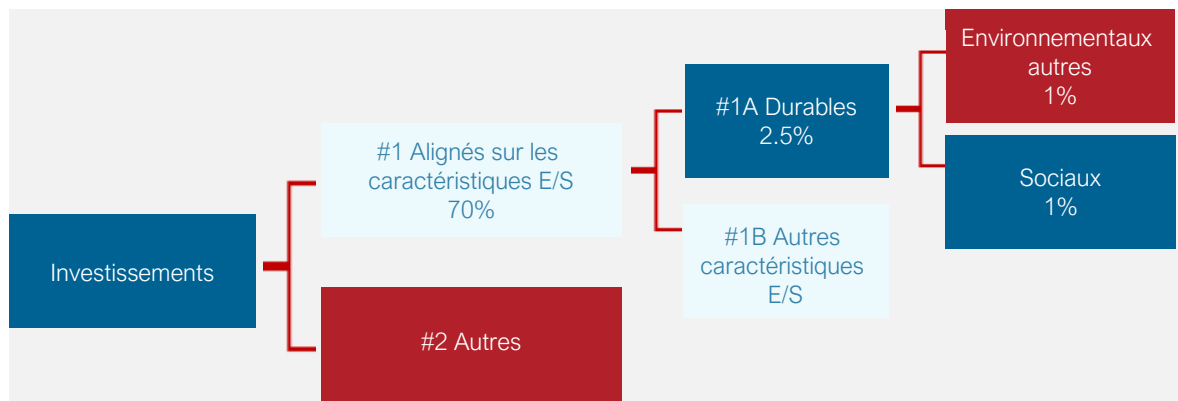 Investissements
#1 Alignés sur les
caractéristiques E/S
70%
#2 Autres
#1A Durables
2.5%
#1B Autres
caractéristiques
E/S
Environnementaux
autres
1%
Sociaux
1%